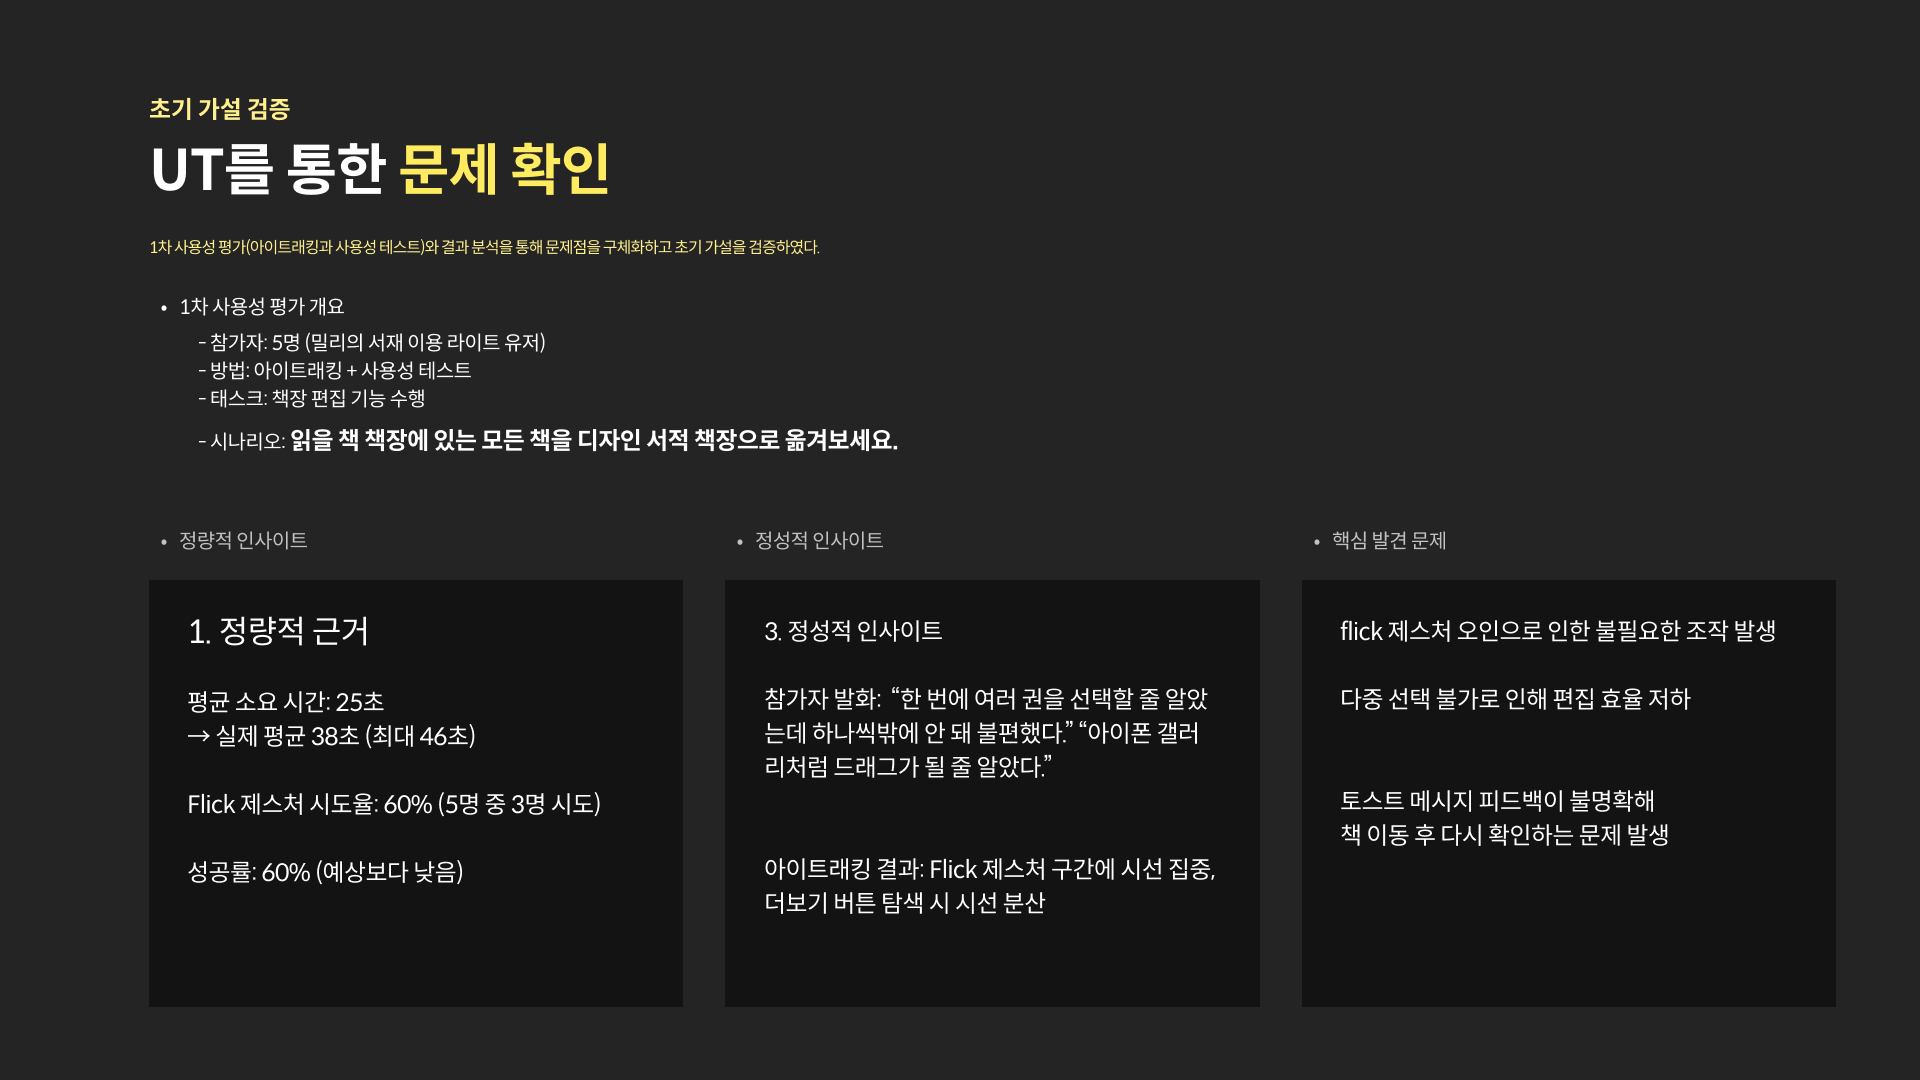 초기 가설 검증
UT를 통한 문제 확인
1차 사용성 평가(아이트래킹과 사용성 테스트)와 결과 분석을 통해 문제점을 구체화하고 초기 가설을 검증하였다.
• 1차 사용성 평가 개요
- 참가자: 5명 (밀리의 서재 이용 라이트 유저)
- 방법: 아이트래킹 + 사용성 테스트
- 태스크: 책장 편집 기능 수행
- 시나리오: 읽을 책 책장에 있는 모든 책을 디자인 서적 책장으로 옮겨보세요.
• 정량적 인사이트
1. 정량적 근거
평균 소요 시간: 25초
→ 실제 평균 38초 (최대 46초)
Flick 제스처 시도율: 60% (5명 중 3명 시도)
성공률: 60% (예상보다 낮음)
• 정성적 인사이트
3. 정성적 인사이트
참가자 발화: “한 번에 여러 권을 선택할 줄 알았
는데 하나씩밖에 안 돼 불편했다.” “아이폰 갤러
리처럼 드래그가 될 줄 알았다.”
아이트래킹 결과: Flick 제스처 구간에 시선 집중,
더보기 버튼 탐색 시 시선 분산
• 핵심 발견 문제
flick 제스처 오인으로 인한 불필요한 조작 발생
다중 선택 불가로 인해 편집 효율 저하
토스트 메시지 피드백이 불명확해
책 이동 후 다시 확인하는 문제 발생